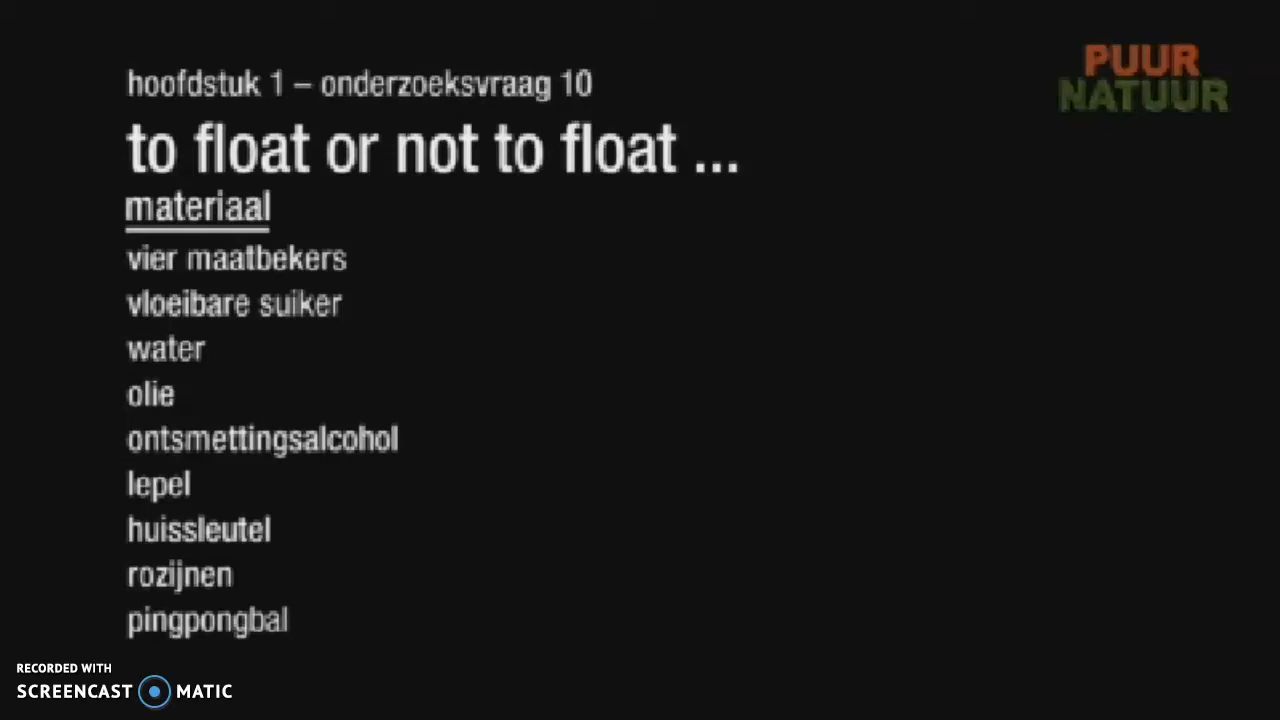 hoofdstuk 1 – onderzoeksvraag 10
PUUR
NATUUR
to float or not to float ...
materiaal
vier maatbekers
vloeibare suiker
water
olie
ontsmettingsalcohol
lepel
huissleutel
rozijnen
pingpongbal
RECORDED WITH
SCREENCAST MATIC